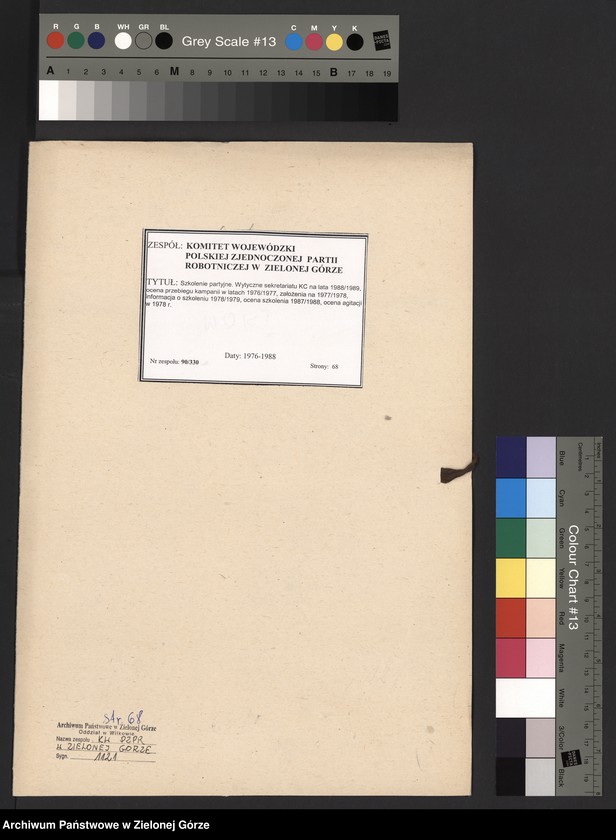 R G B WH GR BL Grey Scale #13 C M Y K
A 1 2 3 4 5 6 M 8 9 10 11 12 13 14 15 B 17 18 19
ZESPÓŁ: KOMITET WOJEWÓDZKI
POLSKIEJ ZJEDNOCZONEJ PARTII
ROBOTNICZEJ W ZIELONEJ GÓRZE
TYTUŁ: Szkolenie partyjne. Wytyczne sekretariatu KC na lata 1988/1989,
ocena przebiegu kampanii w latach 1976/1977, założenia na 1977/1978,
informacja o szkoleniu 1978/1979, ocena szkolenia 1987/1988, ocena agitacji
w 1978 r.
Daty: 1976-1988
Nr zespołu: 90/330
Strony: 68
Inches
Centimetres
Colour Chart #13
Blue
Cyan
Green
Yellow
Red
Magenta
White
3/Color
Black
str. 68
Archiwum Państwowe w Zielonej Górze
Oddział w Wilkowie
Nazwa zespołu KW PZPR
w ZIELONEJ GÓRZE
Sygn. 1121
Archiwum Państwowe w Zielonej Górze